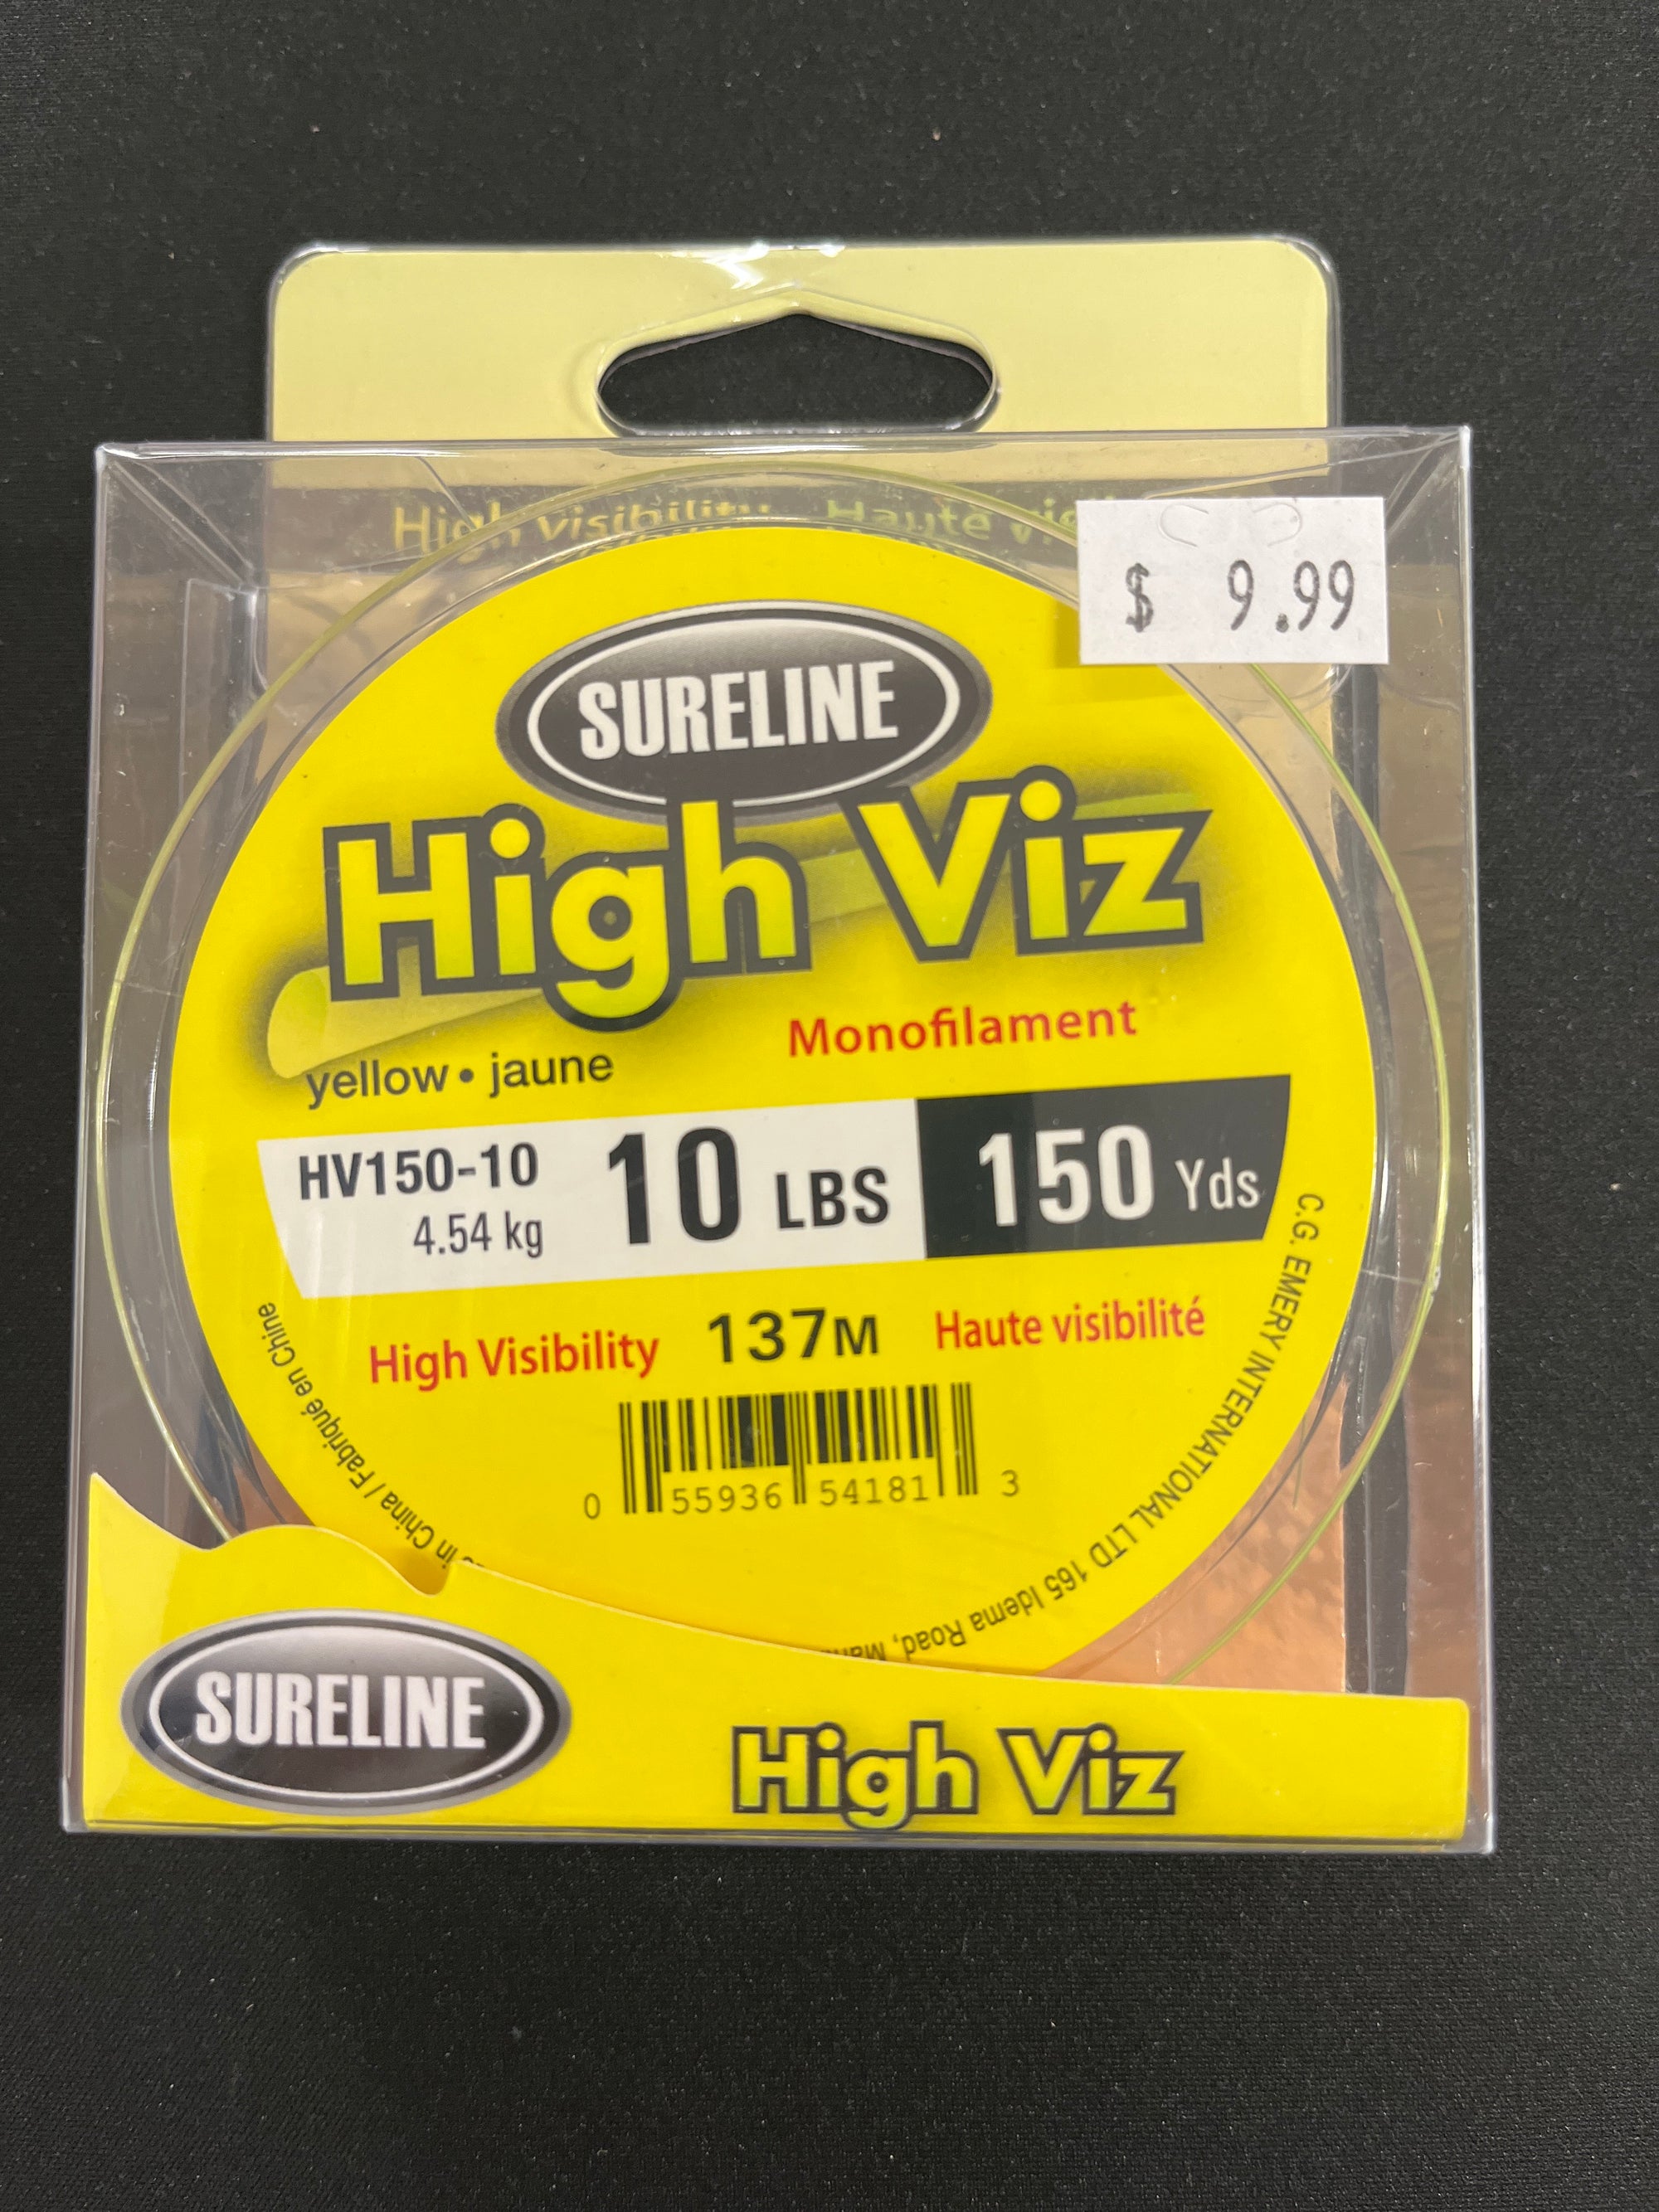 High visibility Haute
$ 9.99
SURELINE
High Viz
Monofilament
yellow • jaune
HV150-10
4.54 kg
10 LBS
150 Yds
High Visibility
137M
Haute visibilité
0 55936 54181 3
in China / Fabriqué en Chine
C.G. EMERY INTERNATIONAL LTD 165 Idema Road,
SURELINE
High Viz